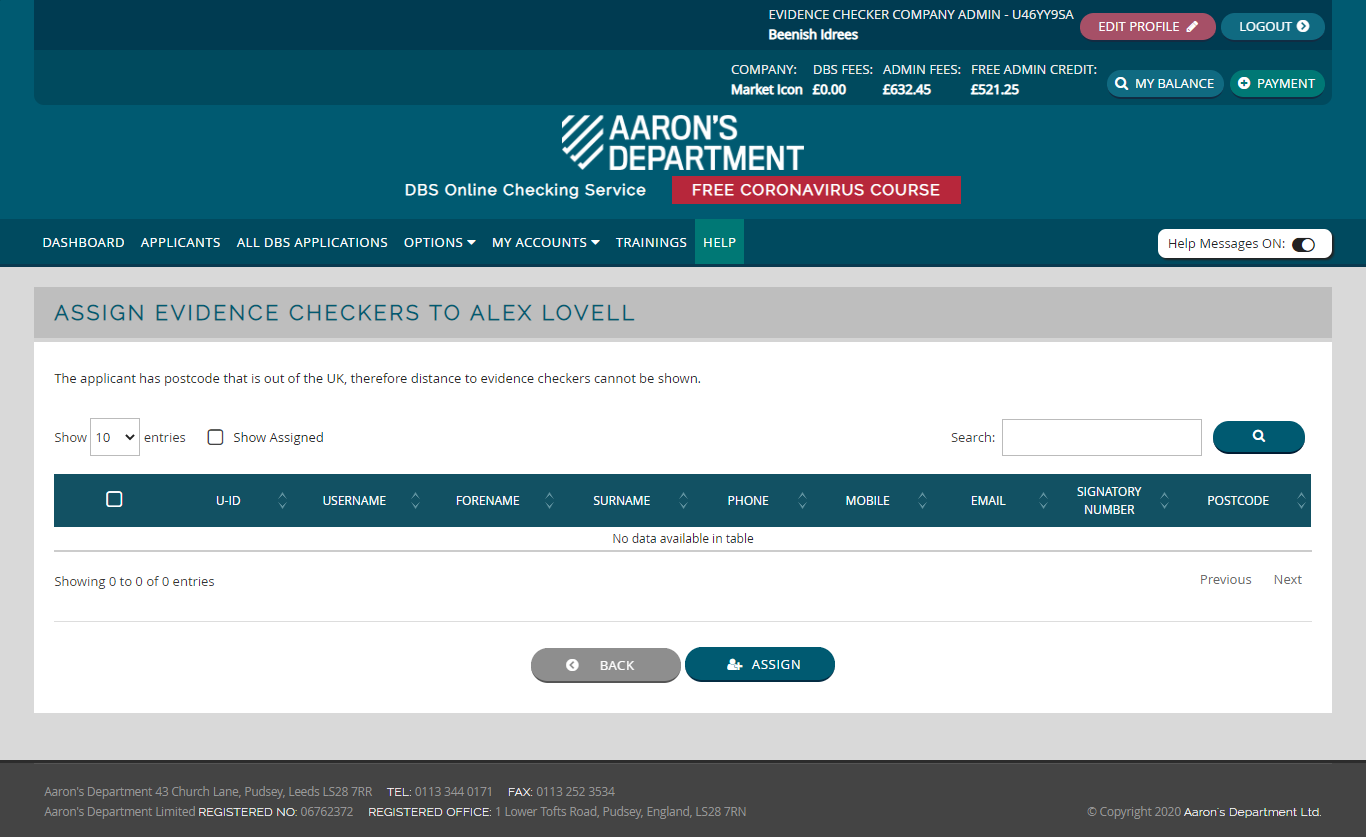 EVIDENCE CHECKER COMPANY ADMIN - U46YY9SA
Beenish Idrees
EDIT PROFILE
LOGOUT
COMPANY: DBS FEES: ADMIN FEES: FREE ADMIN CREDIT:
Market Icon £0.00 £632.45 £521.25
MY BALANCE
PAYMENT
AARON'S
DEPARTMENT
DBS Online Checking Service FREE CORONAVIRUS COURSE
DASHBOARD APPLICANTS ALL DBS APPLICATIONS OPTIONS MY ACCOUNTS TRAININGS HELP
Help Messages ON:
ASSIGN EVIDENCE CHECKERS TO ALEX LOVELL
The applicant has postcode that is out of the UK, therefore distance to evidence checkers cannot be shown.
Show 10 entries Show Assigned Search:
U-ID USERNAME FORENAME SURNAME PHONE MOBILE EMAIL SIGNATORY NUMBER POSTCODE
No data available in table
Showing 0 to 0 of 0 entries Previous Next
BACK ASSIGN
Aaron's Department 43 Church Lane, Pudsey, Leeds LS28 7RR TEL: 0113 344 0171 FAX: 0113 252 3534
Aaron's Department Limited REGISTERED NO: 06762372 REGISTERED OFFICE: 1 Lower Tofts Road, Pudsey, England, LS28 7RN
© Copyright 2020 Aaron's Department Ltd.